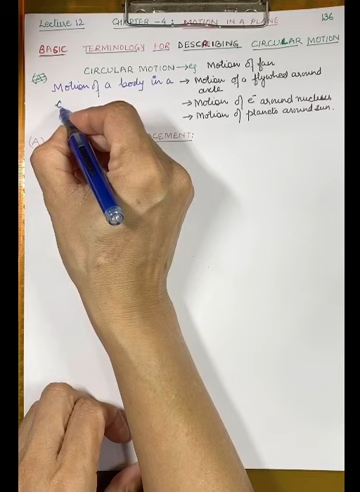 Lecture 12 CHAPTER-4: MOTION IN A PLANE 136
BASIC TERMINOLOGY FOR DESCRIBING CIRCULAR MOTION
CIRCULAR MOTION → eg Motion of fan
Motion of a body in a → Motion of a flywheel around
axle
c → Motion of e⁻ around nucleus
→ Motion of planets around sun.
(A)